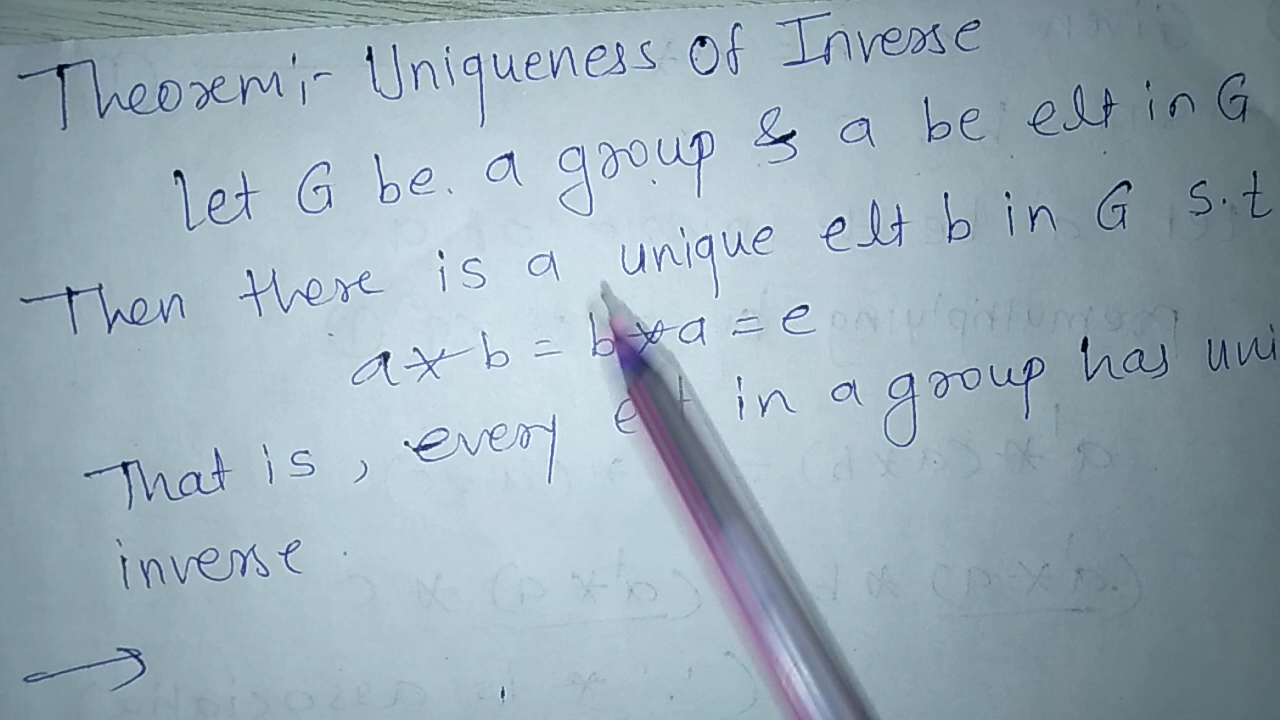 Theorem:- Uniqueness Of Inverse
Let G be a group & a be elt in G
Then there is a unique elt b in G s.t
a * b = b * a = e
That is, every in a group has uni
inverse.